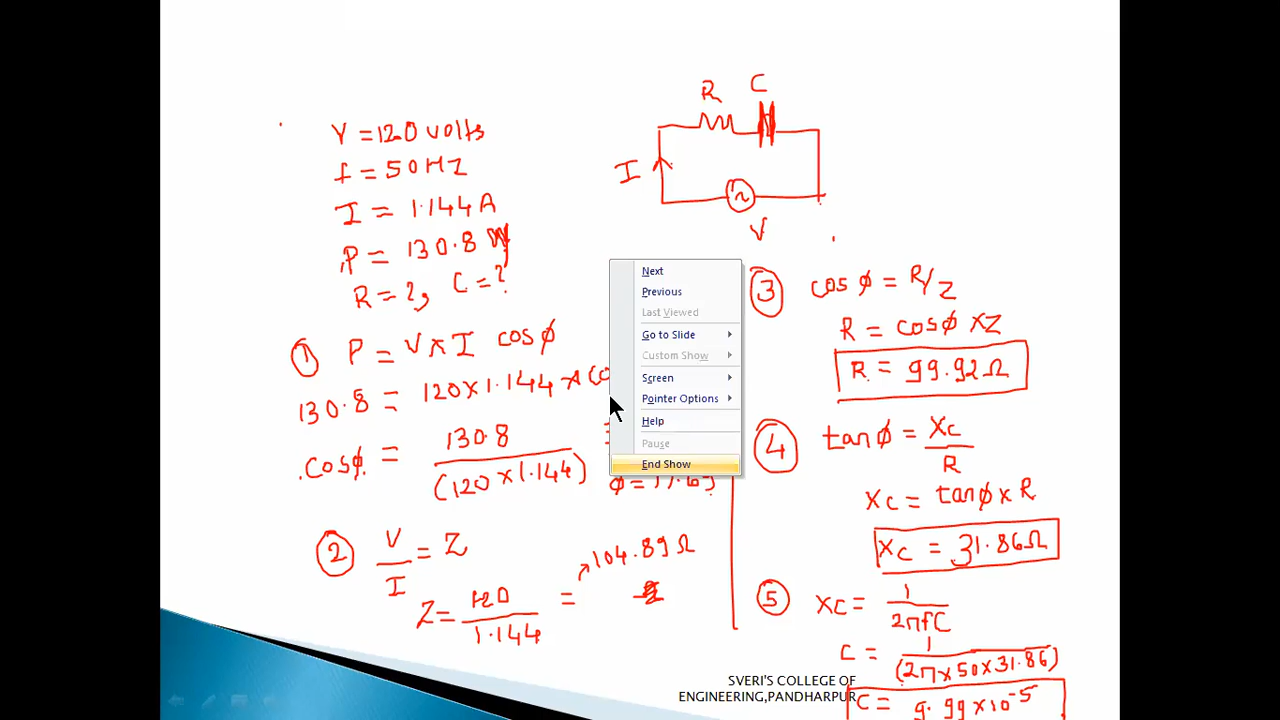 V = 120 volts
f = 50 HZ
I = 1.144 A
P = 130.8 W
R = ?, C = ?
① P = V x I cosφ
130.8 = 120 x 1.144 x
cosφ = 130.8 / (120 x 1.144)
② V / I = Z
Z = 120 / 1.144 = 104.89 Ω
R C
I
V
Next
Previous
Last Viewed
Go to Slide
Custom Show
Screen
Pointer Options
Help
Pause
End Show
③ cosφ = R/Z
R = cosφ x Z
R = 99.92 Ω
④ tanφ = Xc / R
Xc = tanφ x R
Xc = 31.86 Ω
⑤ Xc = 1 / 2πfC
C = 1 / (2π x 50 x 31.86)
C = 9.99 x 10⁻⁵
SVERI'S COLLEGE OF
ENGINEERING,PANDHARPUR